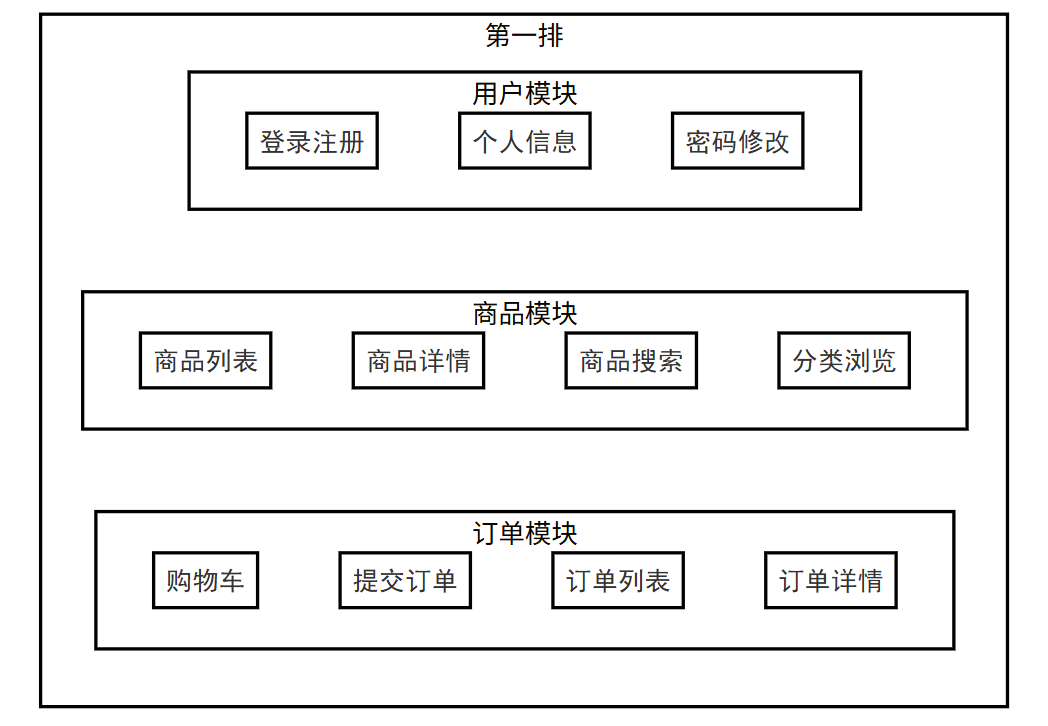 第一排
用户模块
登录注册 个人信息 密码修改
商品模块
商品列表 商品详情 商品搜索 分类浏览
订单模块
购物车 提交订单 订单列表 订单详情